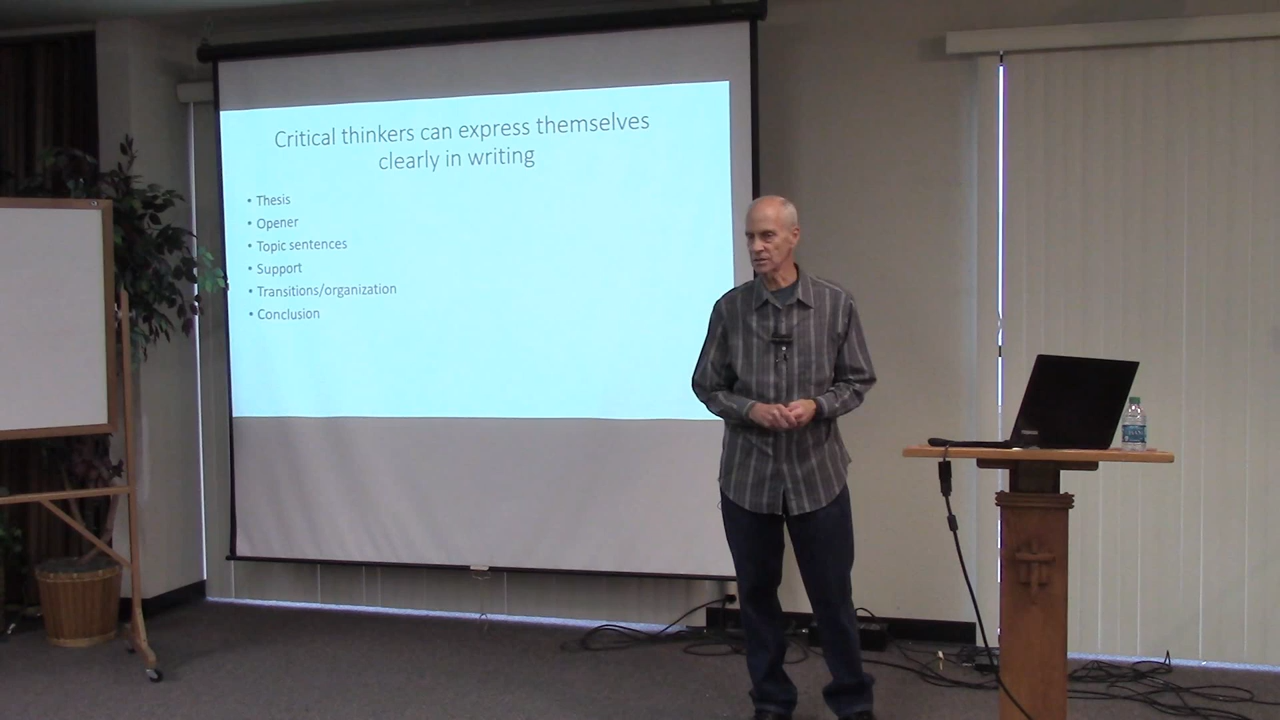 Critical thinkers can express themselves
clearly in writing
• Thesis
• Opener
• Topic sentences
• Support
• Transitions/organization
• Conclusion